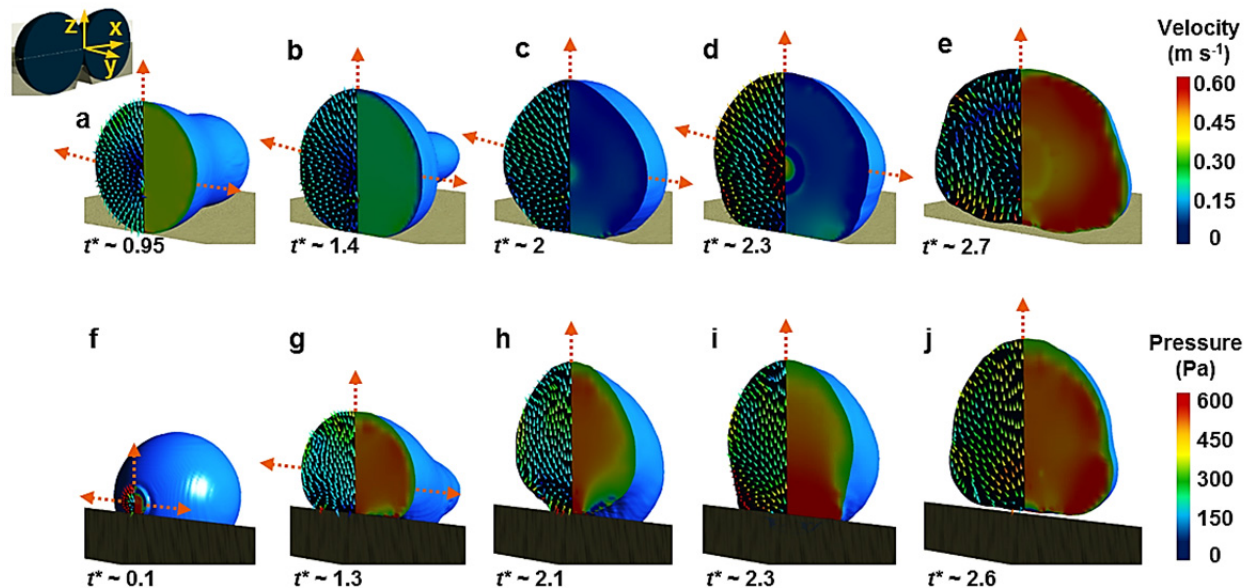 z
x
y
a
b
c
d
e
Velocity
(m s⁻¹)
0.60
0.45
0.30
0.15
0
t* ~ 0.95
t* ~ 1.4
t* ~ 2
t* ~ 2.3
t* ~ 2.7
f
g
h
i
j
Pressure
(Pa)
600
450
300
150
0
t* ~ 0.1
t* ~ 1.3
t* ~ 2.1
t* ~ 2.3
t* ~ 2.6